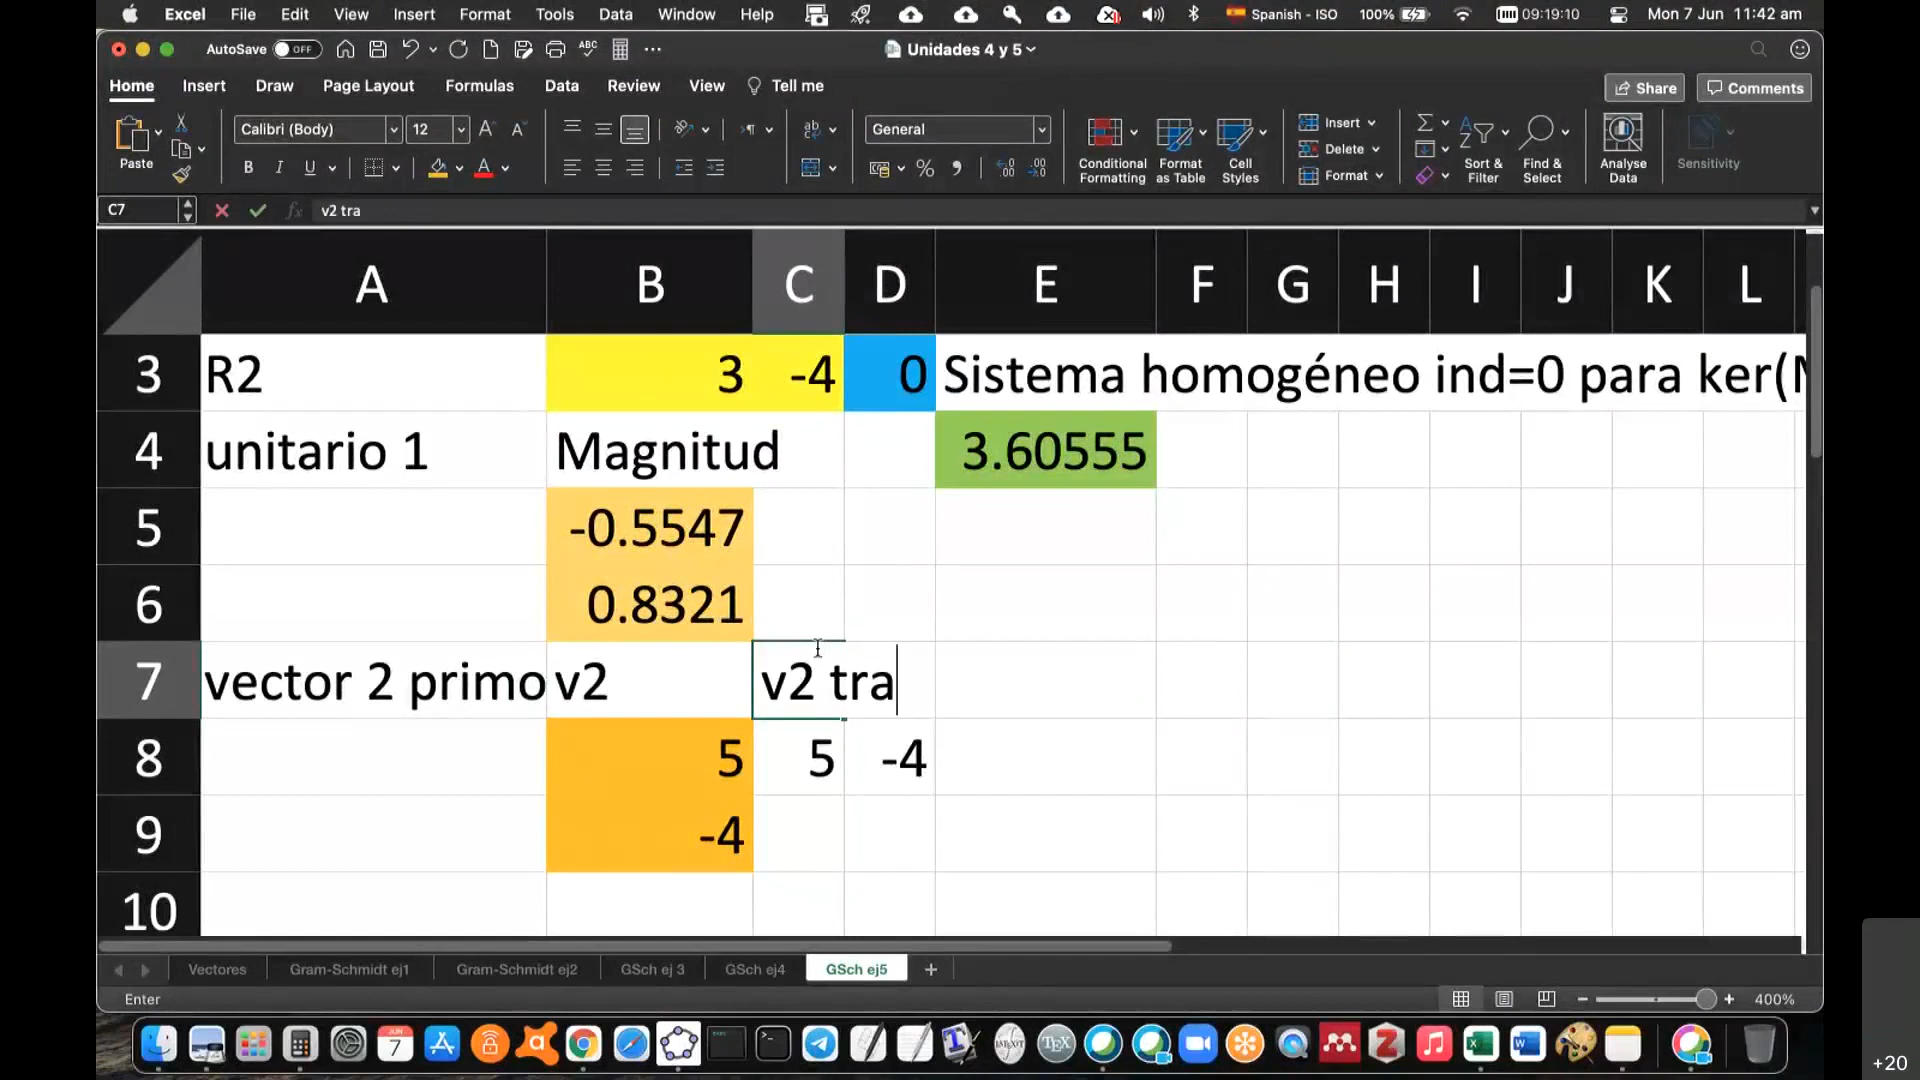 Excel File Edit View Insert Format Tools Data Window Help Spanish - ISO 100% 09:19:10 Mon 7 Jun 11:42 am
AutoSave OFF ABC Unidades 4 y 5
Home Insert Draw Page Layout Formulas Data Review View Tell me Share Comments
Paste Calibri (Body) 12 General Conditional Formatting Format as Table Cell Styles Insert Delete Format Sort & Filter Find & Select Analyse Data Sensitivity
C7 fx v2 tra
A B C D E F G H I J K L
3 R2 3 -4 0 Sistema homogéneo ind=0 para ker(
4 unitario 1 Magnitud 3.60555
5 -0.5547
6 0.8321
7 vector 2 primo v2 v2 tra
8 5 5 -4
9 -4
10
Vectores Gram-Schmidt ej1 Gram-Schmidt ej2 GSch ej 3 GSch ej4 GSch ej5
Enter 400%
JUN 7
+20